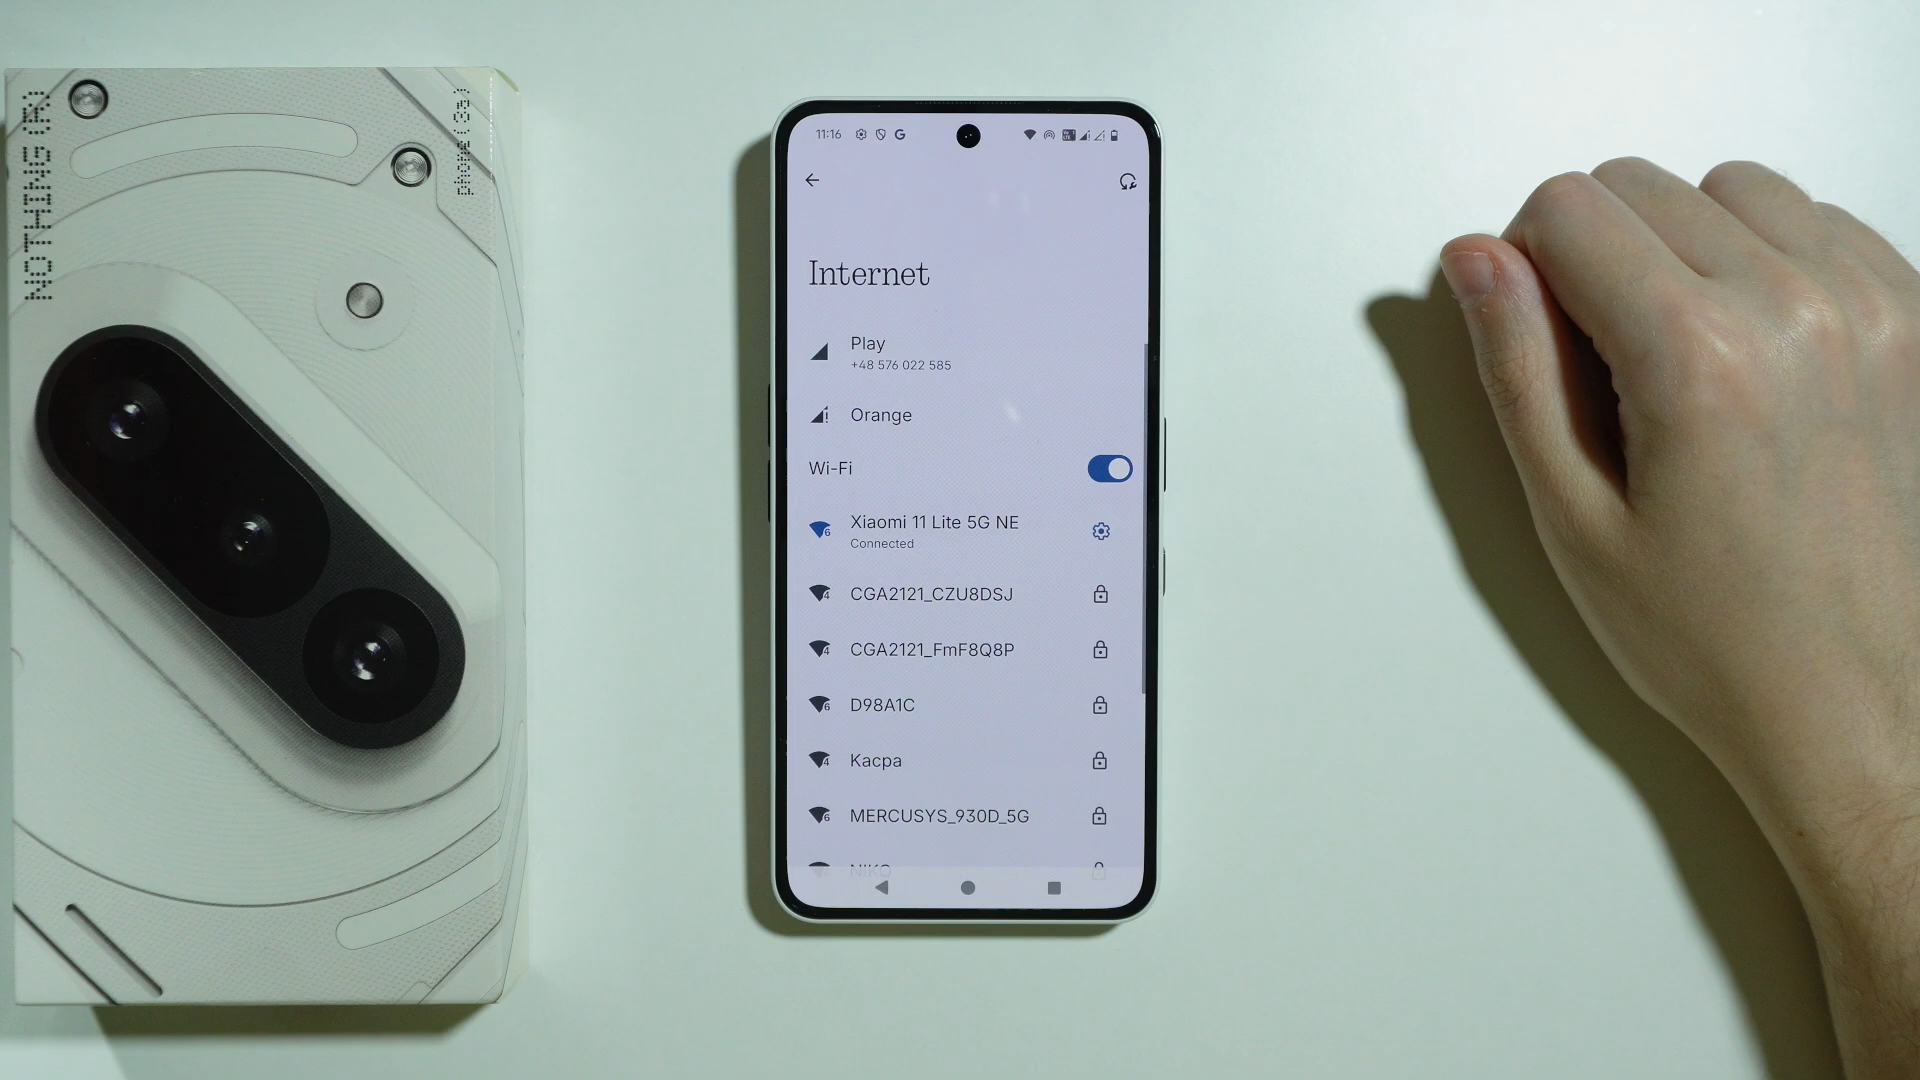 NOTHING (R)
phone (3a)
11:16
Internet
Play
+48 576 022 585
Orange
Wi-Fi
Xiaomi 11 Lite 5G NE
Connected
CGA2121_CZU8DSJ
CGA2121_FmF8Q8P
D98A1C
Kacpa
MERCUSYS_930D_5G
NIKO